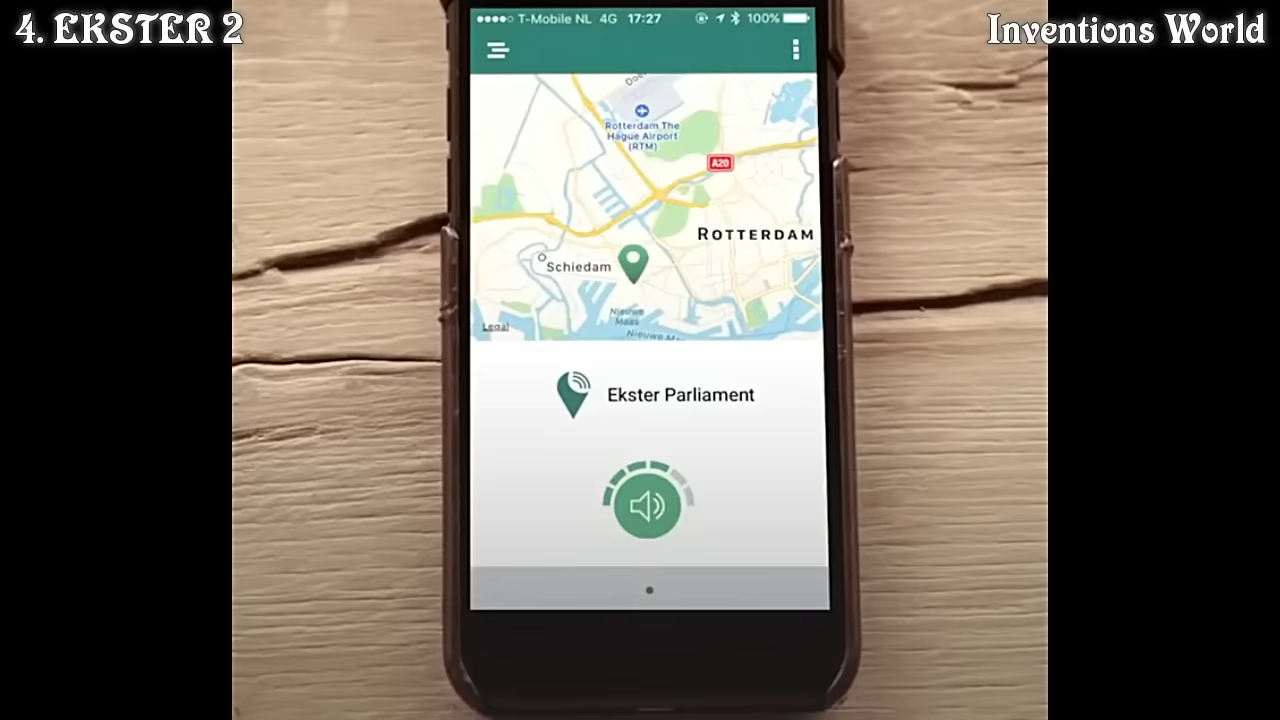 4. EKSTER 2
Inventions World
T-Mobile NL 4G 17:27 100%
Rotterdam The
Hague Airport
(RTM)
A20
ROTTERDAM
Schiedam
Nieuwe
Maas
Legal
Nieuwe
Ekster Parliament